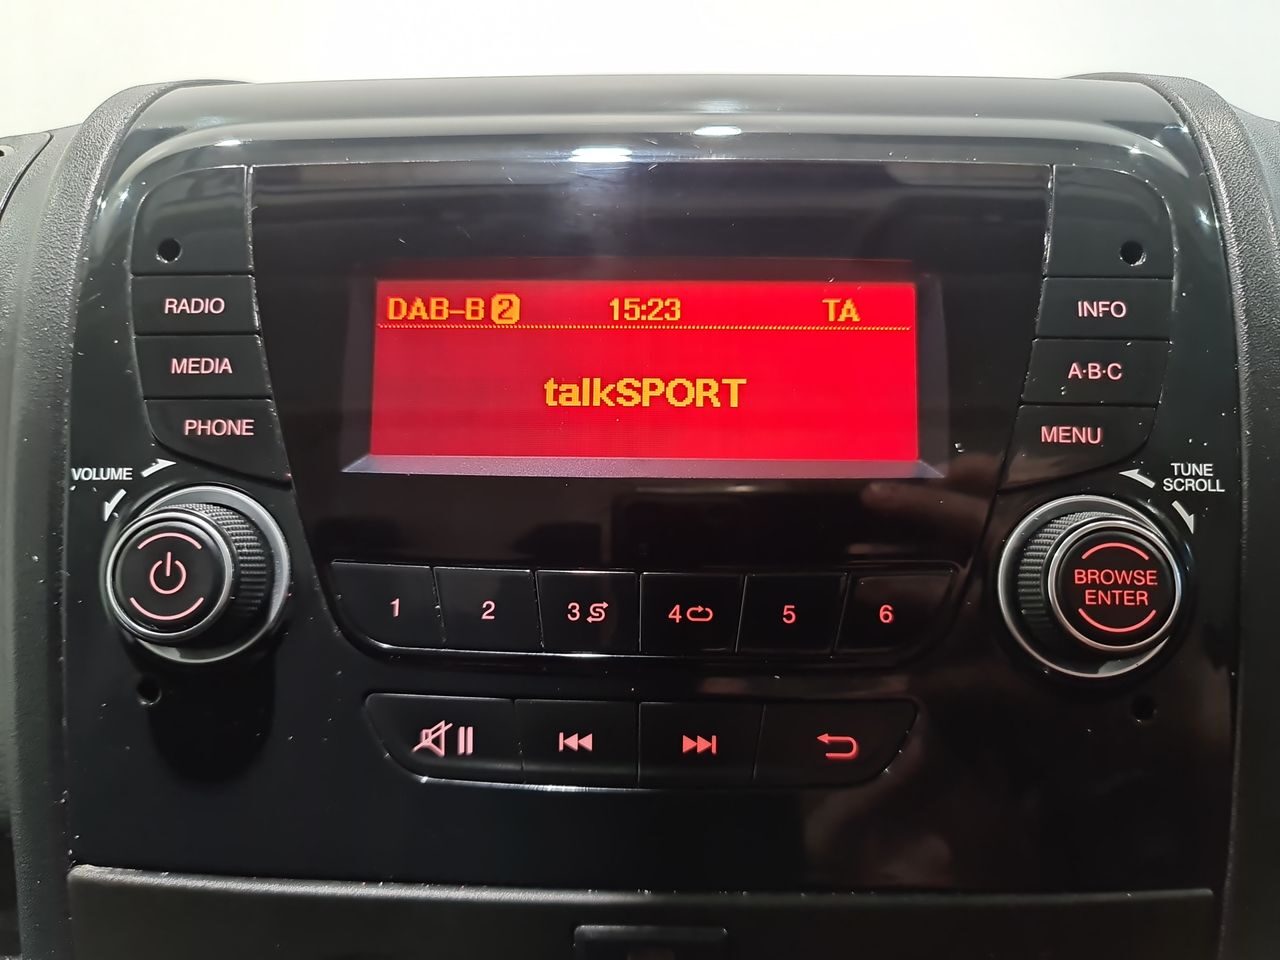 DAB-B 2 15:23 TA
talkSPORT
RADIO
MEDIA
PHONE
INFO
A·B·C
MENU
VOLUME
TUNE
SCROLL
BROWSE
ENTER
1 2 3 4 5 6